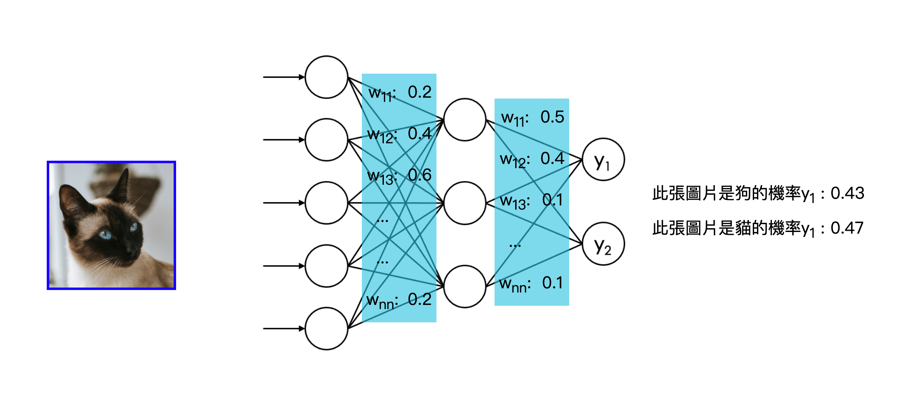 w11: 0.2
w12: 0.4
w13: 0.6
...
...
wnn: 0.2
w11: 0.5
w12: 0.4
w13: 0.1
...
wnn: 0.1
y1
y2
此張圖片是狗的機率y1 : 0.43
此張圖片是貓的機率y1 : 0.47